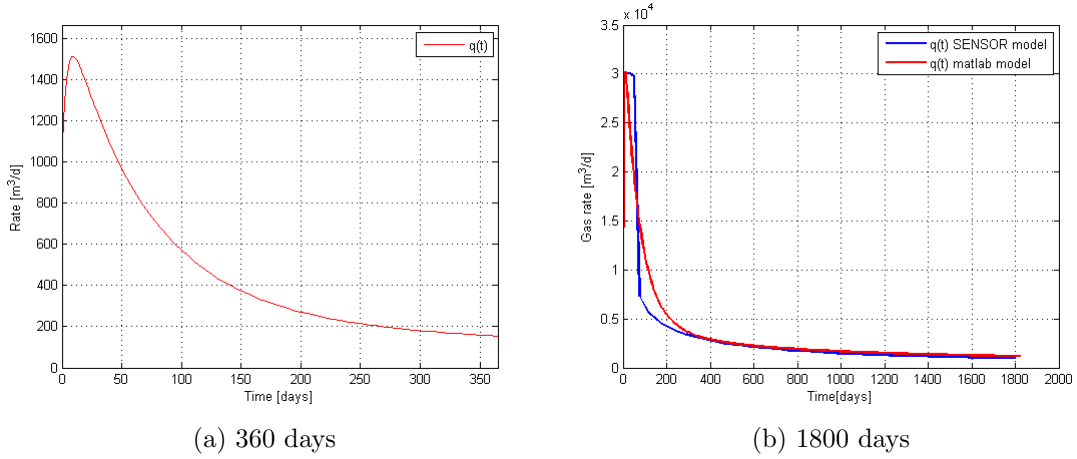 1600
1400
1200
1000
800
600
400
200
0
Rate [m³/d]
0 50 100 150 200 250 300 350
Time [days]
q(t)
(a) 360 days
x 10⁴
3.5
3
2.5
2
1.5
1
0.5
0
Gas rate [m³/d]
0 200 400 600 800 1000 1200 1400 1600 1800 2000
Time[days]
q(t) SENSOR model
q(t) matlab model
(b) 1800 days